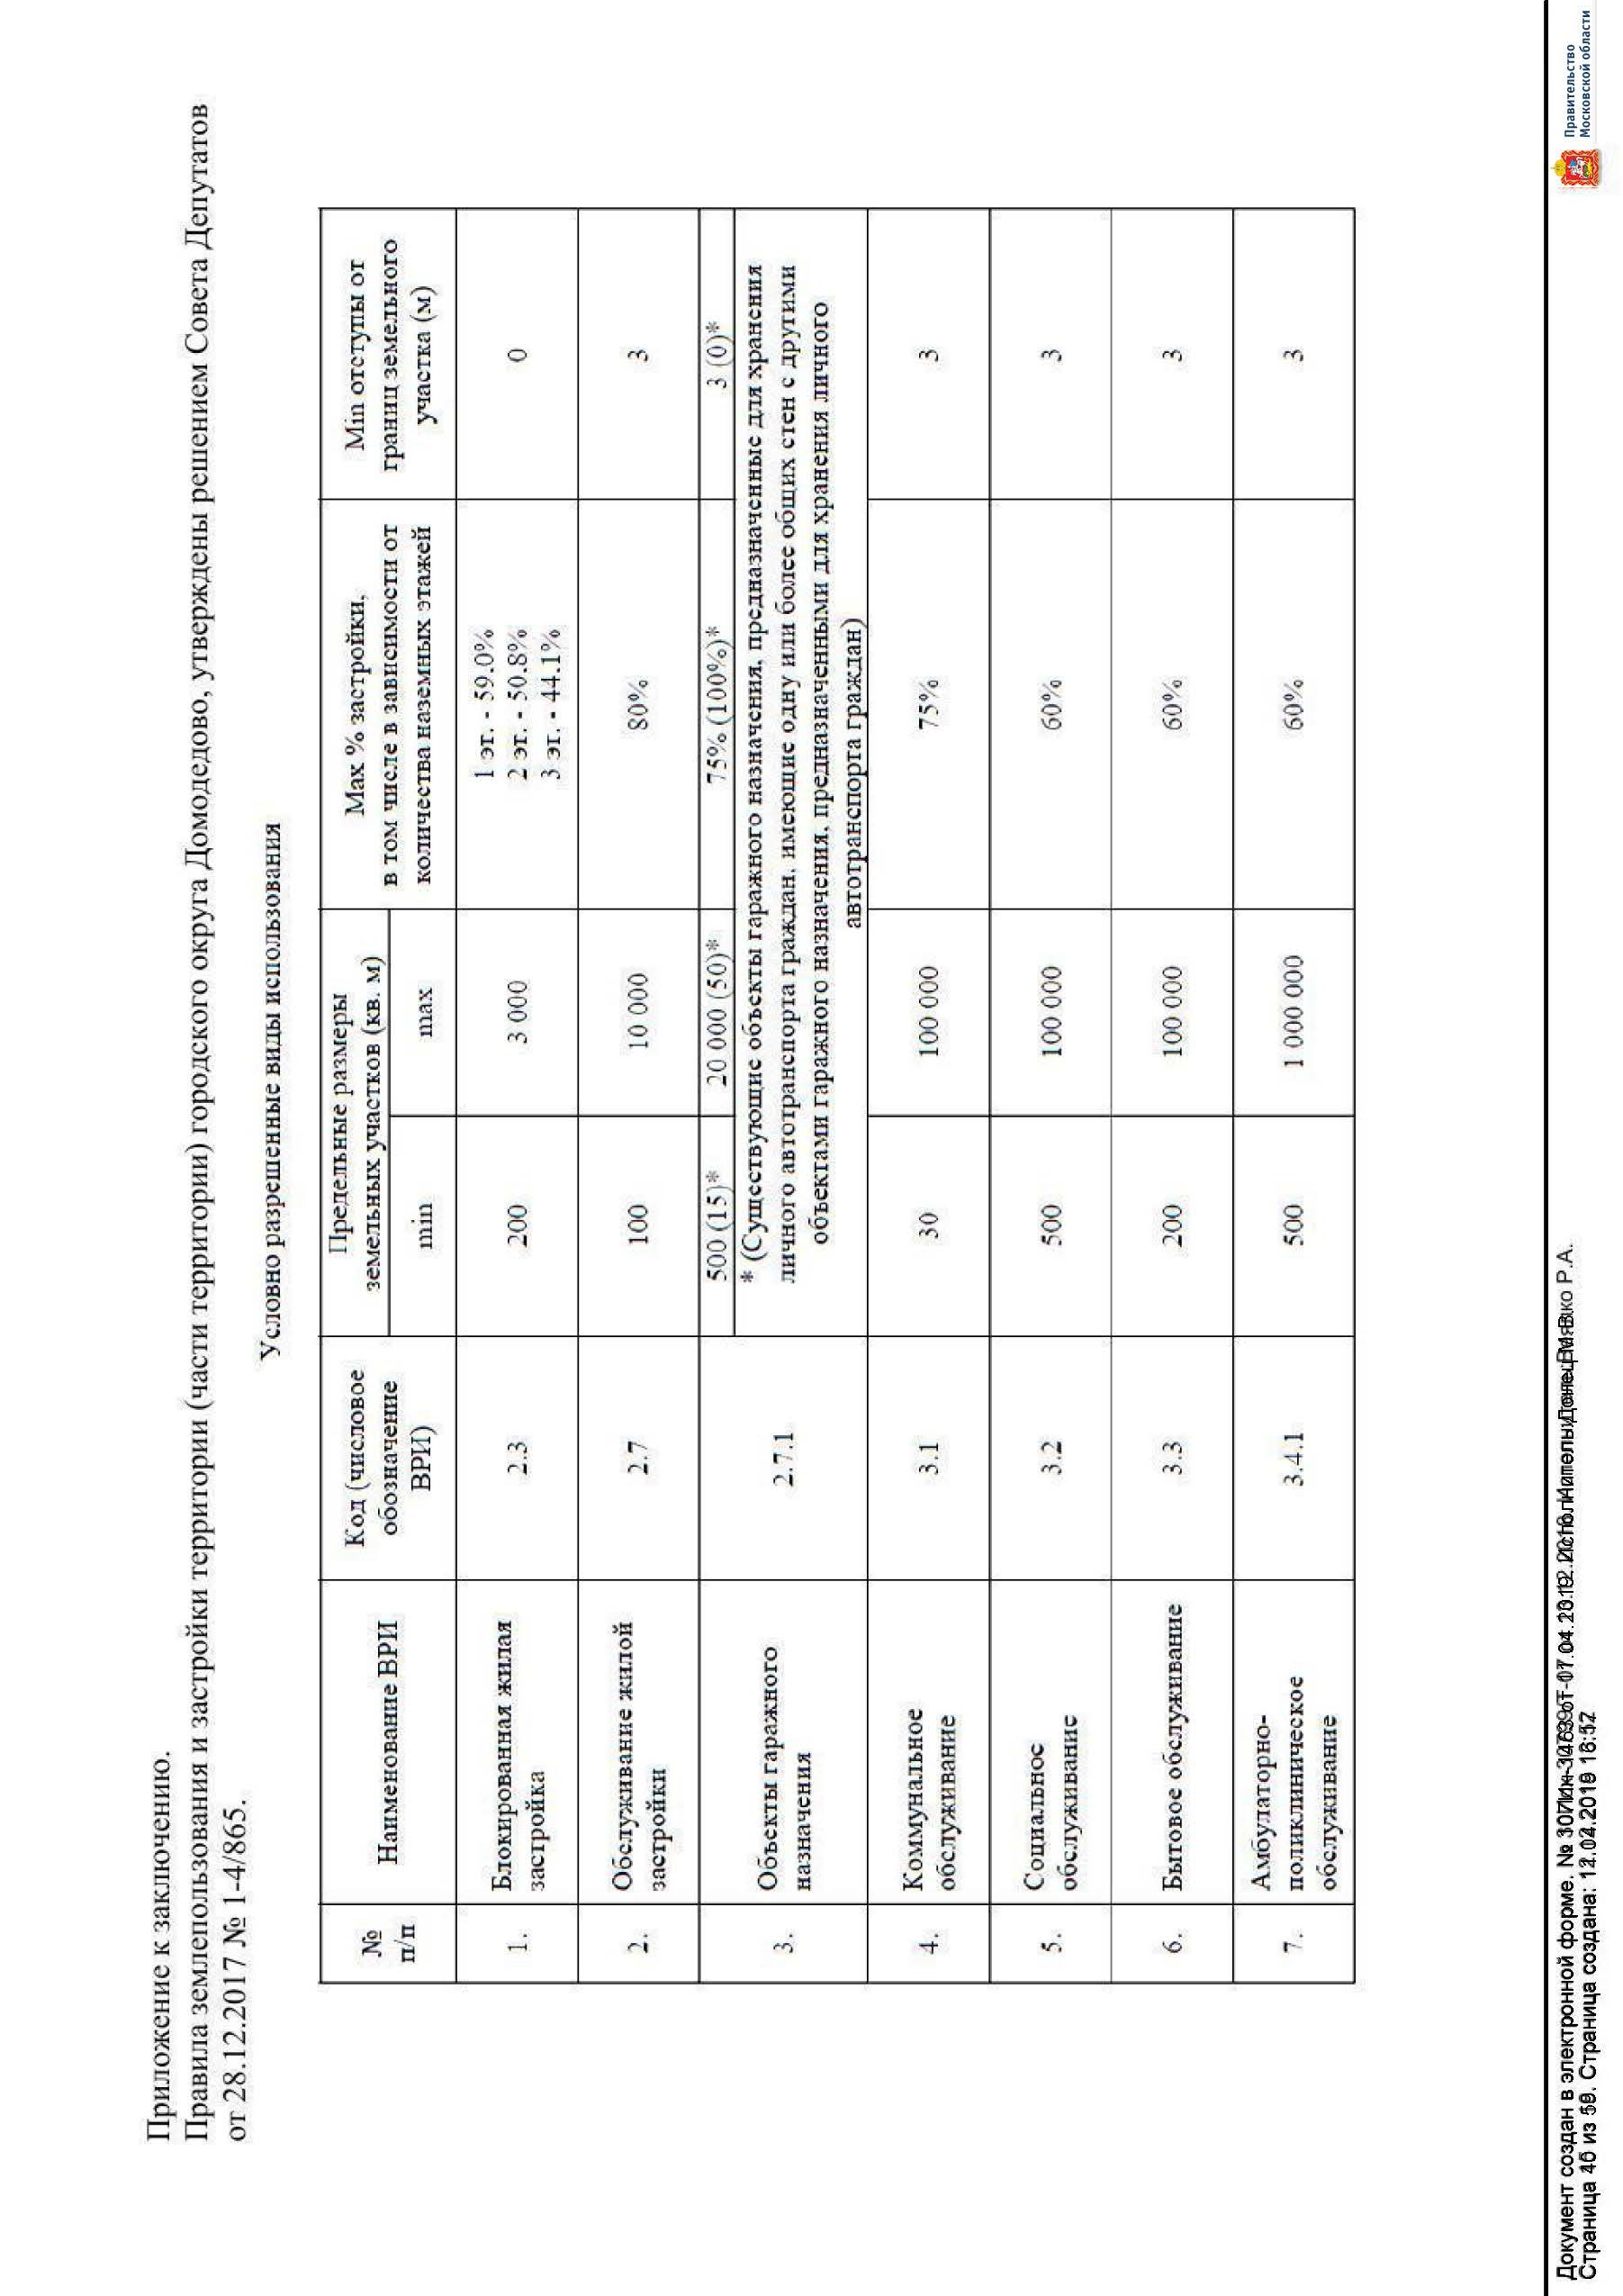 Приложение к заключению.
Правила землепользования и застройки территории (части территории) городского округа Домодедово, утверждены решением Совета Депутатов
от 28.12.2017 № 1-4/865.
Условно разрешенные виды использования
№
п/п
Наименование ВРИ
Код (числовое
обозначение
ВРИ)
Предельные размеры
земельных участков (кв. м)
min
max
Max % застройки,
в том числе в зависимости от
количества наземных этажей
Min отступы от
границ земельного
участка (м)
1.
Блокированная жилая
застройка
2.3
200
3 000
1 эт. - 59.0%
2 эт. - 50.8%
3 эт. - 44.1%
0
2.
Обслуживание жилой
застройки
2.7
100
10 000
80%
3
3.
Объекты гаражного
назначения
2.7.1
500 (15)*
20 000 (50)*
75% (100%)*
3 (0)*
* (Существующие объекты гаражного назначения, предназначенные для хранения
личного автотранспорта граждан, имеющие одну или более общих стен с другими
объектами гаражного назначения, предназначенными для хранения личного
автотранспорта граждан)
4.
Коммунальное
обслуживание
3.1
30
100 000
75%
3
5.
Социальное
обслуживание
3.2
500
100 000
60%
3
6.
Бытовое обслуживание
3.3
200
100 000
60%
3
7.
Амбулаторно-
поликлиническое
обслуживание
3.4.1
500
1 000 000
60%
3
Документ создан в электронной форме. №
Страница из Страница создана:
Правительство
Московской области